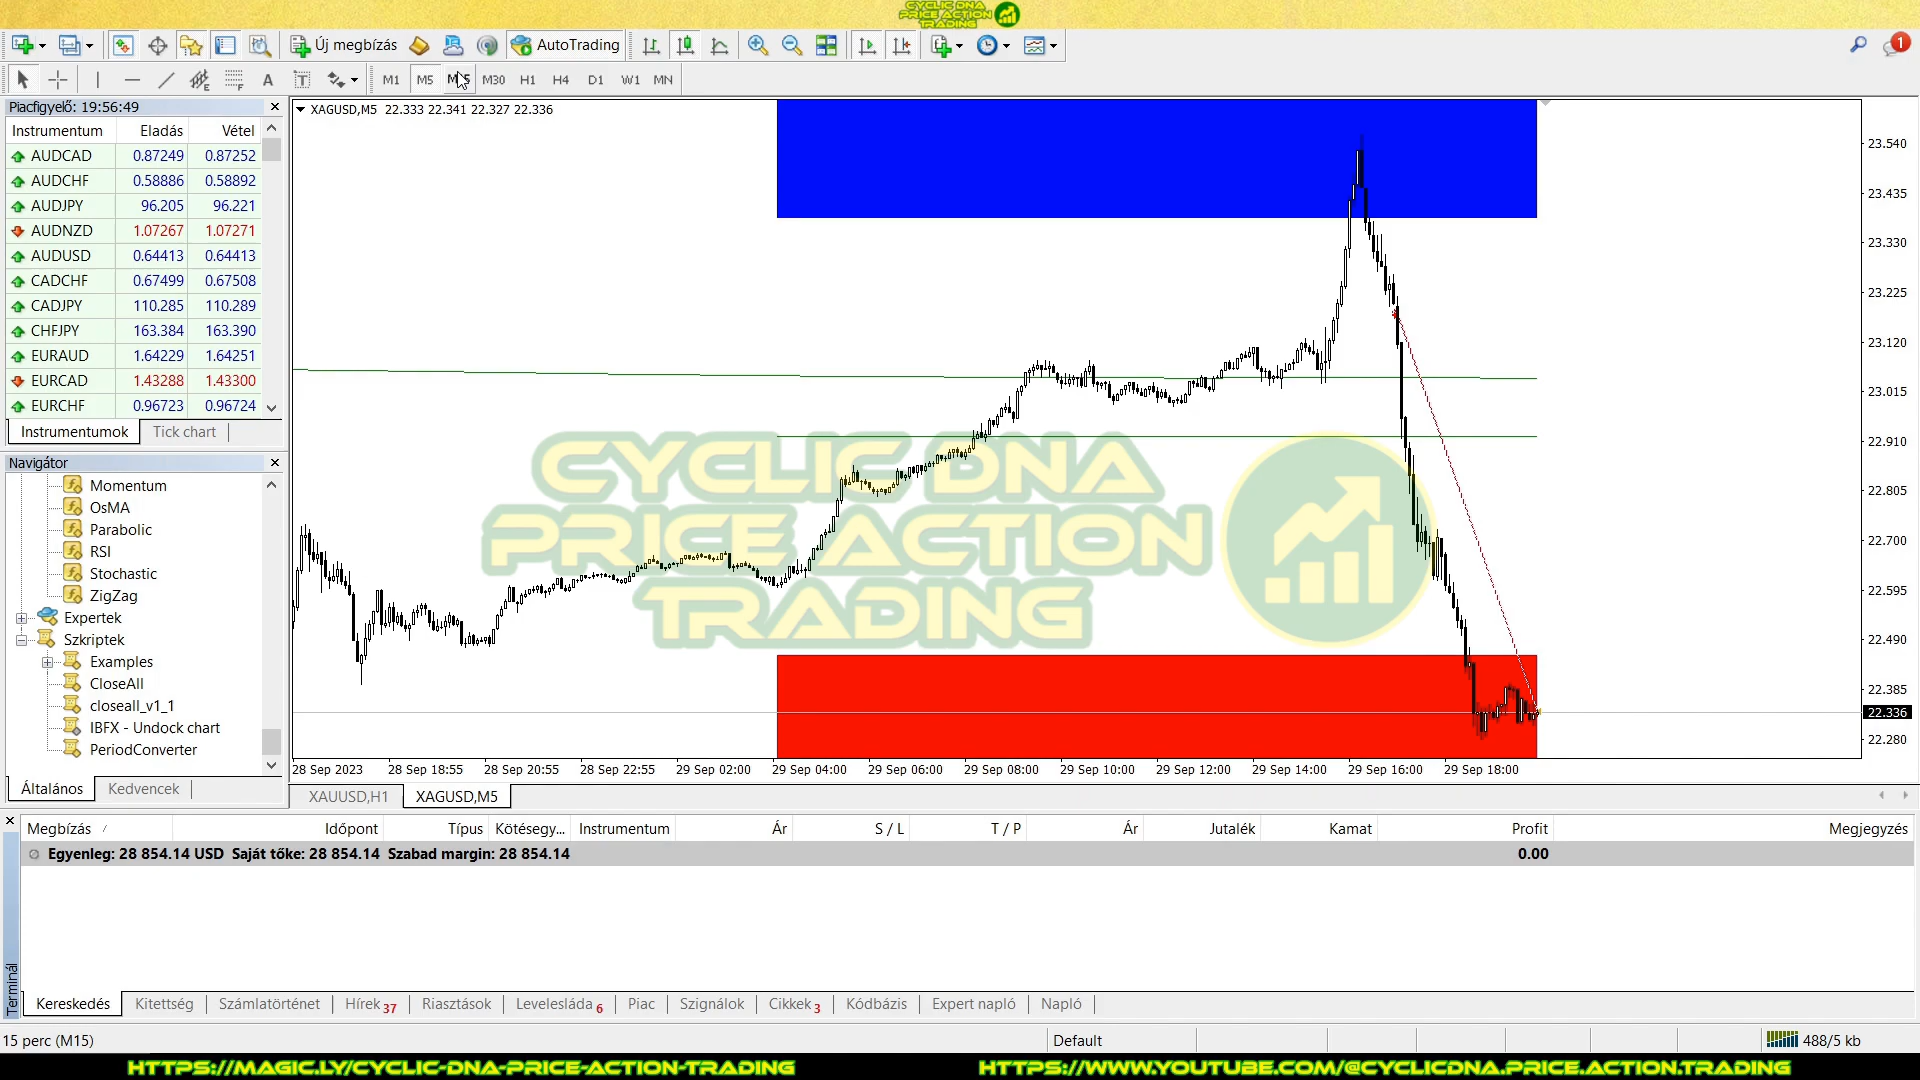 CYCLIC DNA
PRICE ACTION
TRADING
Új megbízás
AutoTrading
1
A
T
E
F
M1 M5 M15 M30 H1 H4 D1 W1 MN
Piacfigyelő: 19:56:49
Instrumentum Eladás Vétel
AUDCAD 0.87249 0.87252
AUDCHF 0.58886 0.58892
AUDJPY 96.205 96.221
AUDNZD 1.07267 1.07271
AUDUSD 0.64413 0.64413
CADCHF 0.67499 0.67508
CADJPY 110.285 110.289
CHFJPY 163.384 163.390
EURAUD 1.64229 1.64251
EURCAD 1.43288 1.43300
EURCHF 0.96723 0.96724
Instrumentumok Tick chart
Navigátor
Momentum
OsMA
Parabolic
RSI
Stochastic
ZigZag
Expertek
Szkriptek
Examples
CloseAll
closeall_v1_1
IBFX - Undock chart
PeriodConverter
Általános Kedvencek
XAGUSD,M5 22.333 22.341 22.327 22.336
CYCLIC DNA
PRICE ACTION
TRADING
23.540
23.435
23.330
23.225
23.120
23.015
22.910
22.805
22.700
22.595
22.490
22.385
22.336
22.280
28 Sep 2023 28 Sep 18:55 28 Sep 20:55 28 Sep 22:55 29 Sep 02:00 29 Sep 04:00 29 Sep 06:00 29 Sep 08:00 29 Sep 10:00 29 Sep 12:00 29 Sep 14:00 29 Sep 16:00 29 Sep 18:00
XAUUSD,H1 XAGUSD,M5
Megbízás / Időpont Típus Kötésegy... Instrumentum Ár S / L T / P Ár Jutalék Kamat Profit Megjegyzés
Egyenleg: 28 854.14 USD Saját tőke: 28 854.14 Szabad margin: 28 854.14 0.00
Terminál
Kereskedés Kitettség Számlatörténet Hírek 37 Riasztások Levelesláda 6 Piac Szignálok Cikkek 3 Kódbázis Expert napló Napló
15 perc (M15) Default 488/5 kb
HTTPS://MAGIC.LY/CYCLIC-DNA-PRICE-ACTION-TRADING HTTPS://WWW.YOUTUBE.COM/@CYCLICDNA.PRICE.ACTION.TRADING